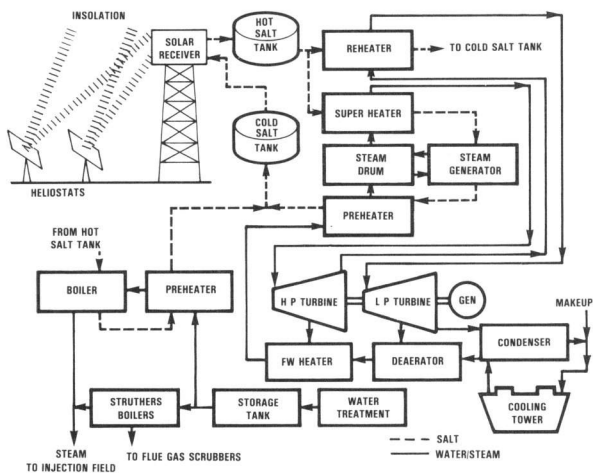 INSOLATION
SOLAR
RECEIVER
HOT
SALT
TANK
REHEATER
TO COLD SALT TANK
SUPER HEATER
COLD
SALT
TANK
STEAM
DRUM
STEAM
GENERATOR
HELIOSTATS
PREHEATER
FROM HOT
SALT TANK
BOILER
PREHEATER
H P TURBINE
L P TURBINE
GEN
MAKEUP
CONDENSER
FW HEATER
DEAERATOR
COOLING
TOWER
STRUTHERS
BOILERS
STORAGE
TANK
WATER
TREATMENT
SALT
WATER/STEAM
STEAM
TO INJECTION FIELD
TO FLUE GAS SCRUBBERS